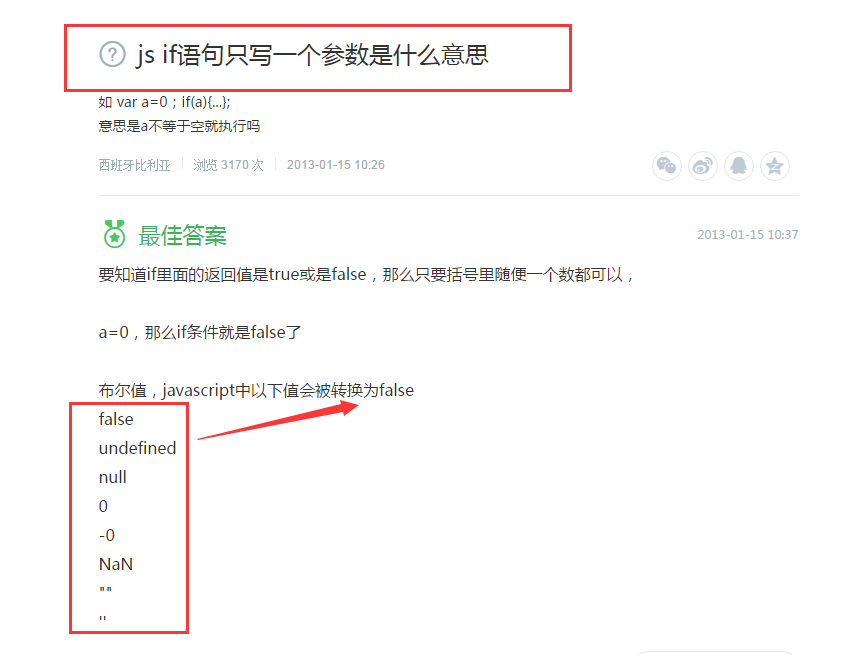 js if语句只写一个参数是什么意思
如 var a=0；if(a){...};
意思是a不等于空就执行吗
西班牙比利亚 浏览 3170 次 2013-01-15 10:26
最佳答案 2013-01-15 10:37
要知道if里面的返回值是true或是false，那么只要括号里随便一个数都可以，
a=0，那么if条件就是false了
布尔值，javascript中以下值会被转换为false
false
undefined
null
0
-0
NaN
""
''